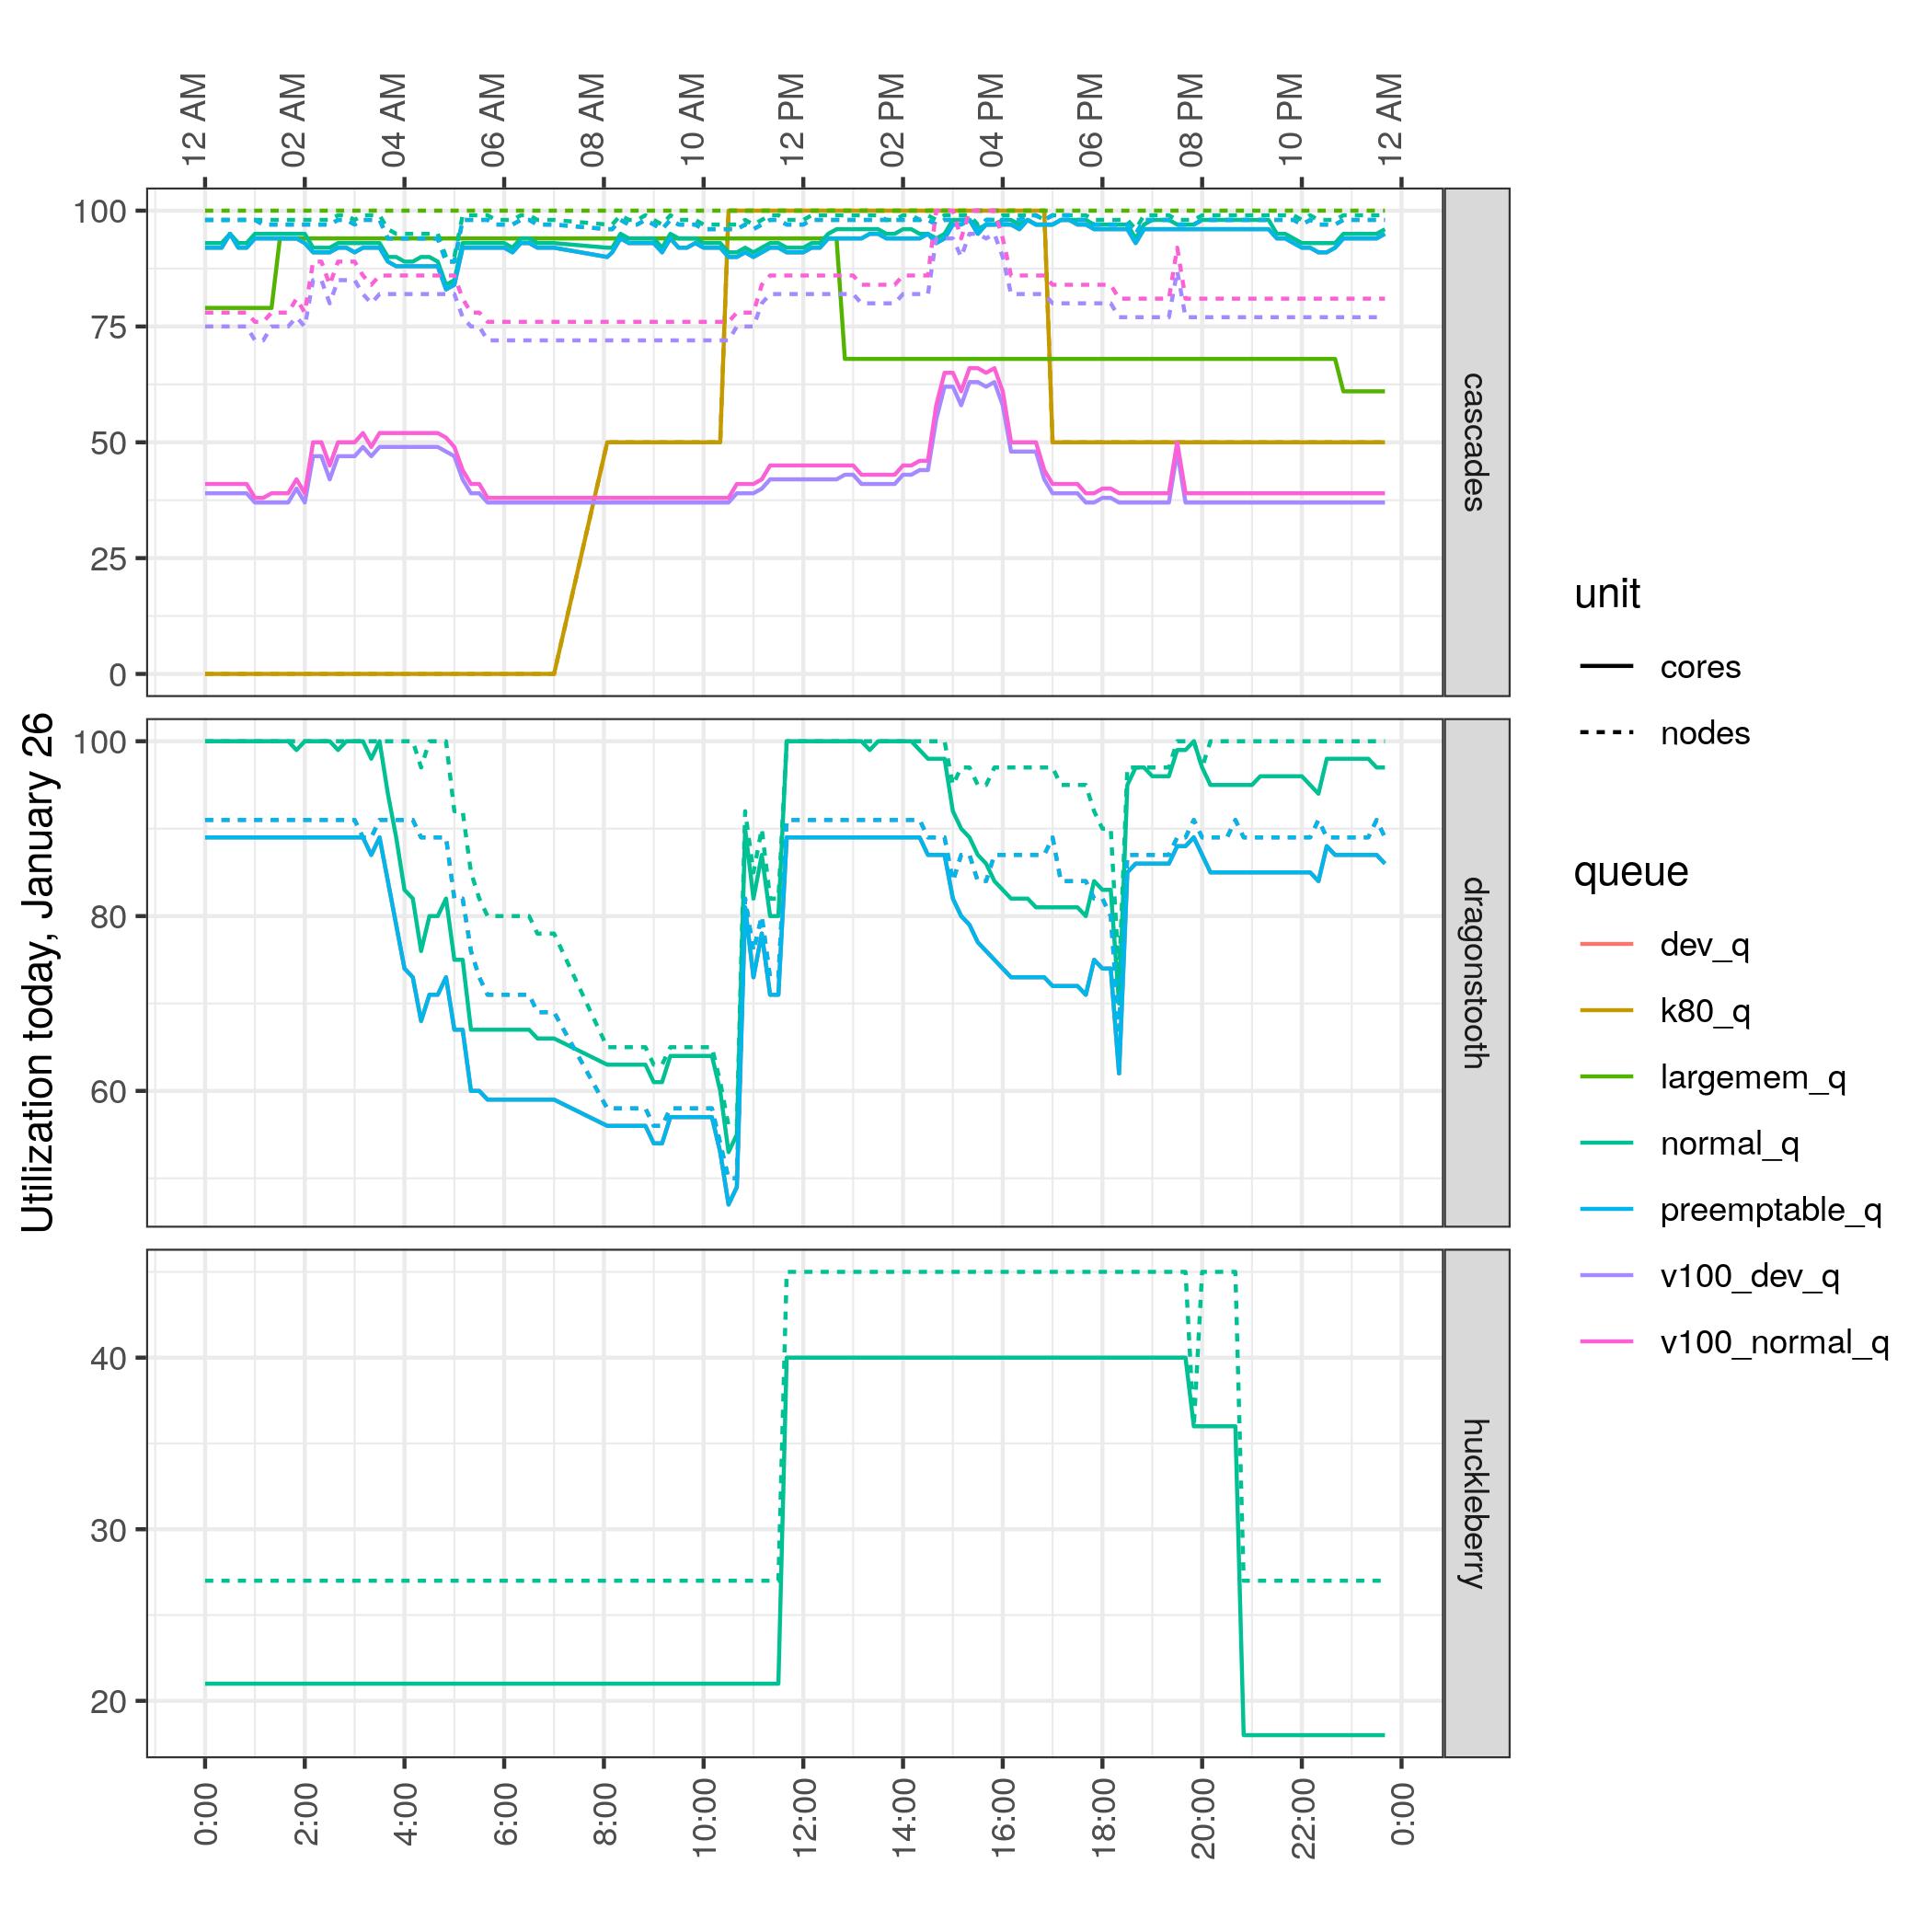 12 AM
02 AM
04 AM
06 AM
08 AM
10 AM
12 PM
02 PM
04 PM
06 PM
08 PM
10 PM
12 AM
Utilization today, January 26
100
75
50
25
0
cascades
100
80
60
dragonstooth
40
30
20
huckleberry
0:00
2:00
4:00
6:00
8:00
10:00
12:00
14:00
16:00
18:00
20:00
22:00
0:00
unit
cores
nodes
queue
dev_q
k80_q
largemem_q
normal_q
preemptable_q
v100_dev_q
v100_normal_q